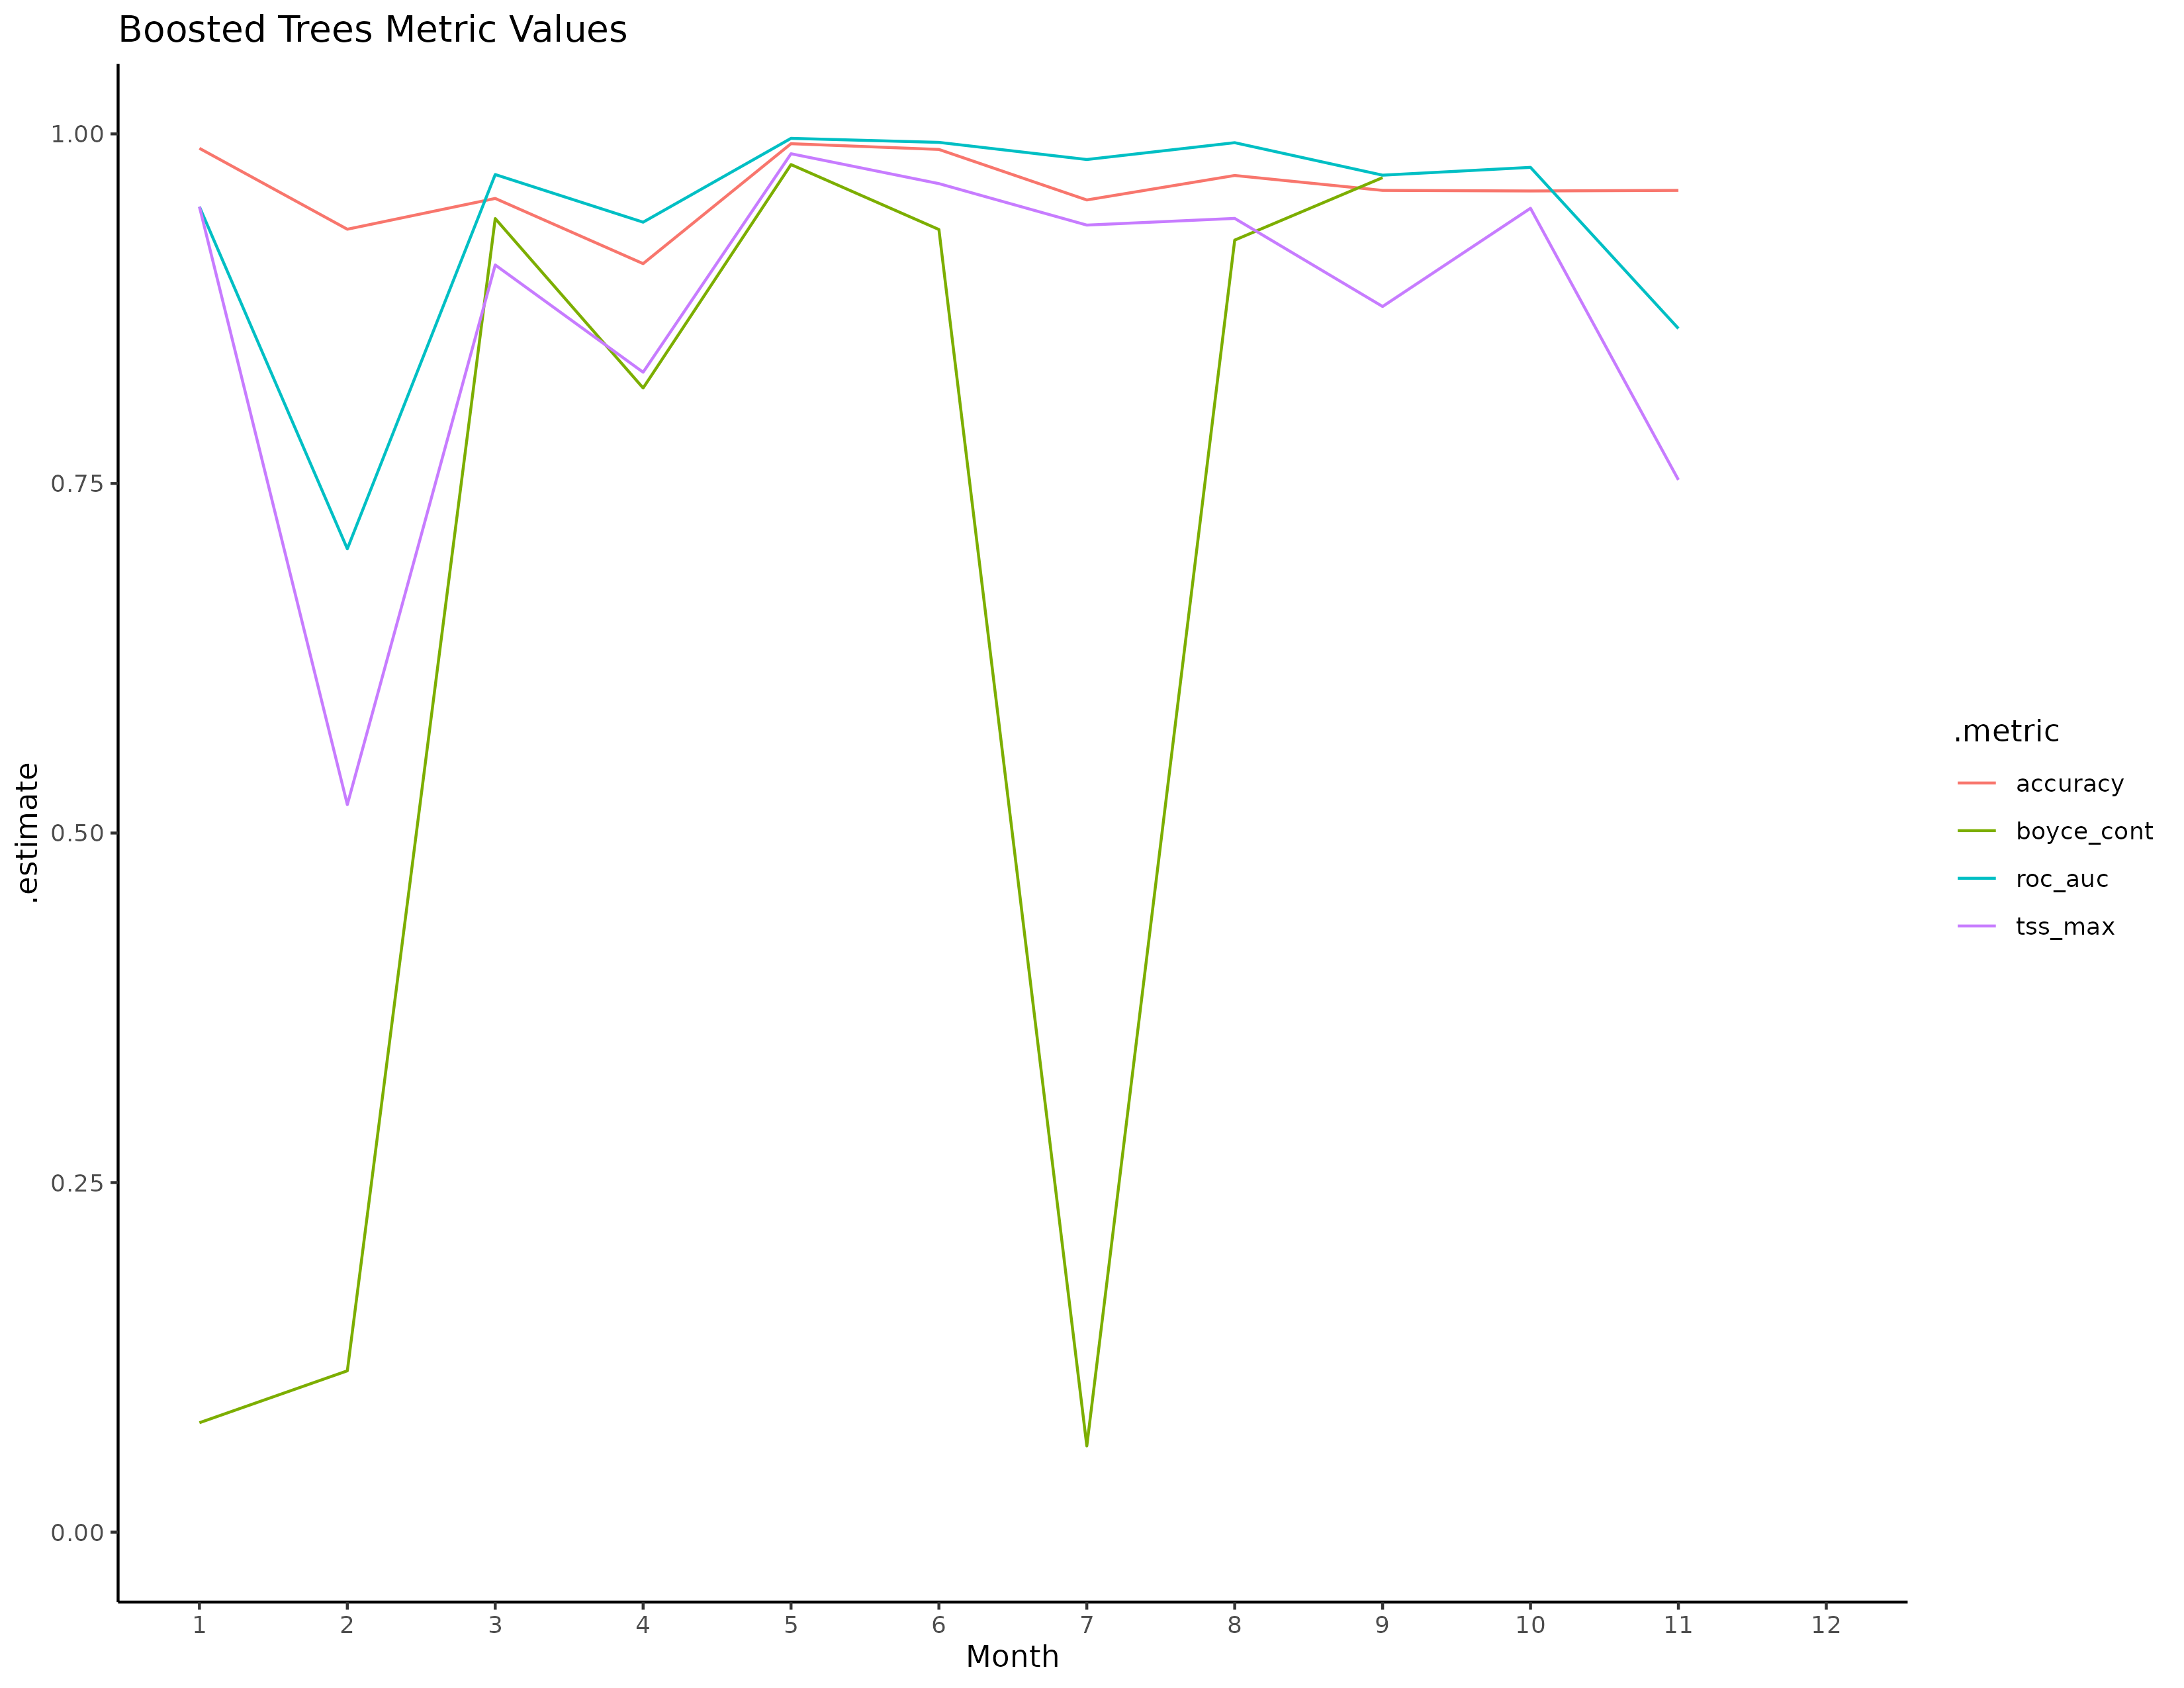 Boosted Trees Metric Values
1.00
0.75
0.50
0.25
0.00
.estimate
1 2 3 4 5 6 7 8 9 10 11 12
Month
.metric
accuracy
boyce_cont
roc_auc
tss_max